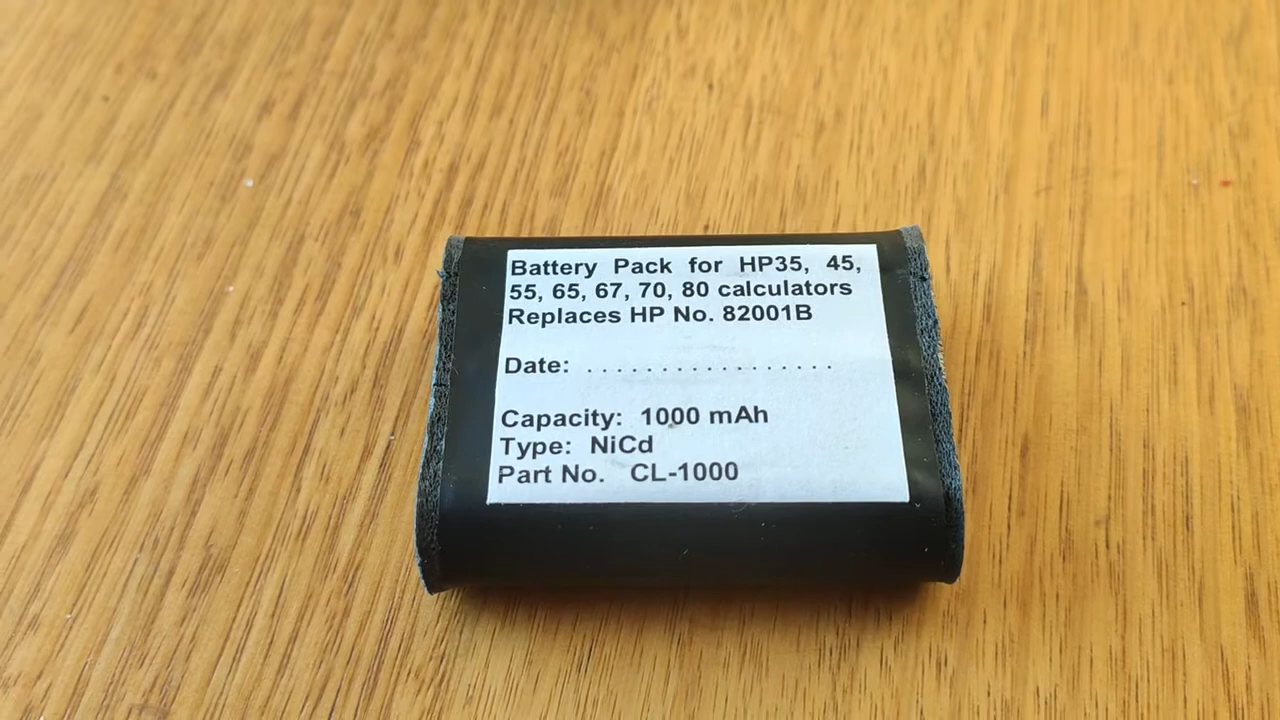 Battery Pack for HP35, 45,
55, 65, 67, 70, 80 calculators
Replaces HP No. 82001B
Date: .................
Capacity: 1000 mAh
Type: NiCd
Part No. CL-1000